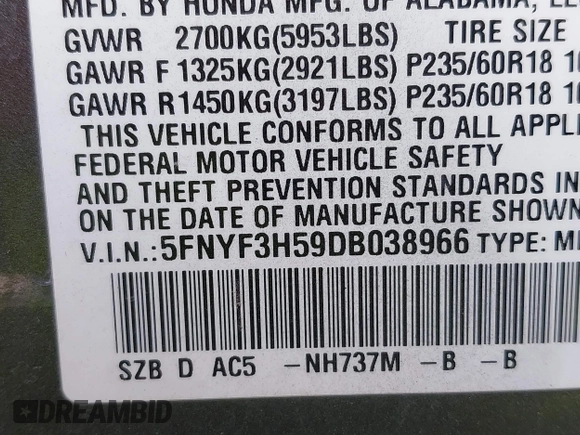 MFD. BY HONDA MFG. OF ALABAMA,
GVWR 2700KG(5953LBS) TIRE SIZE
GAWR F 1325KG(2921LBS) P235/60R18
GAWR R1450KG(3197LBS) P235/60R18
THIS VEHICLE CONFORMS TO ALL
FEDERAL MOTOR VEHICLE SAFETY
AND THEFT PREVENTION STANDARDS IN
ON THE DATE OF MANUFACTURE SHOWN
V.I.N.:5FNYF3H59DB038966 TYPE:
SZB D AC5 -NH737M -B -B
DREAMBID